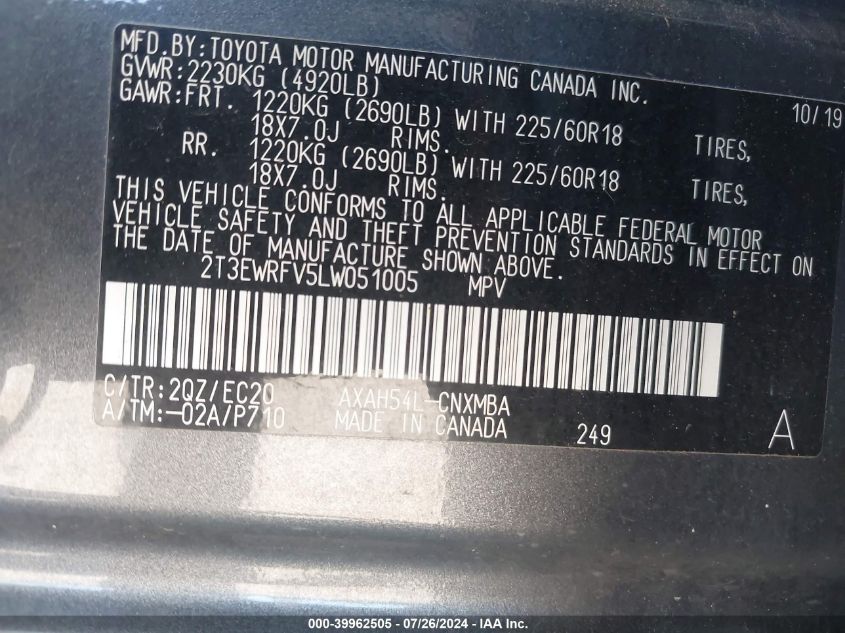 MFD.BY:TOYOTA MOTOR MANUFACTURING CANADA INC.
GVWR:2230KG (4920LB) 10/19
GAWR:FRT. 1220KG (2690LB) WITH 225/60R18 TIRES,
18X7.0J RIMS.
RR. 1220KG (2690LB) WITH 225/60R18 TIRES,
18X7.0J RIMS.
THIS VEHICLE CONFORMS TO ALL APPLICABLE FEDERAL MOTOR
VEHICLE SAFETY AND THEFT PREVENTION STANDARDS IN EFFECT ON
THE DATE OF MANUFACTURE SHOWN ABOVE.
2T3EWRFV5LW051005 MPV
C/TR:2QZ/EC20 AXAH54L-CNXMBA
A/TM:-02A/P710 MADE IN CANADA 249 A
000-39962505 - 07/26/2024 - IAA Inc.